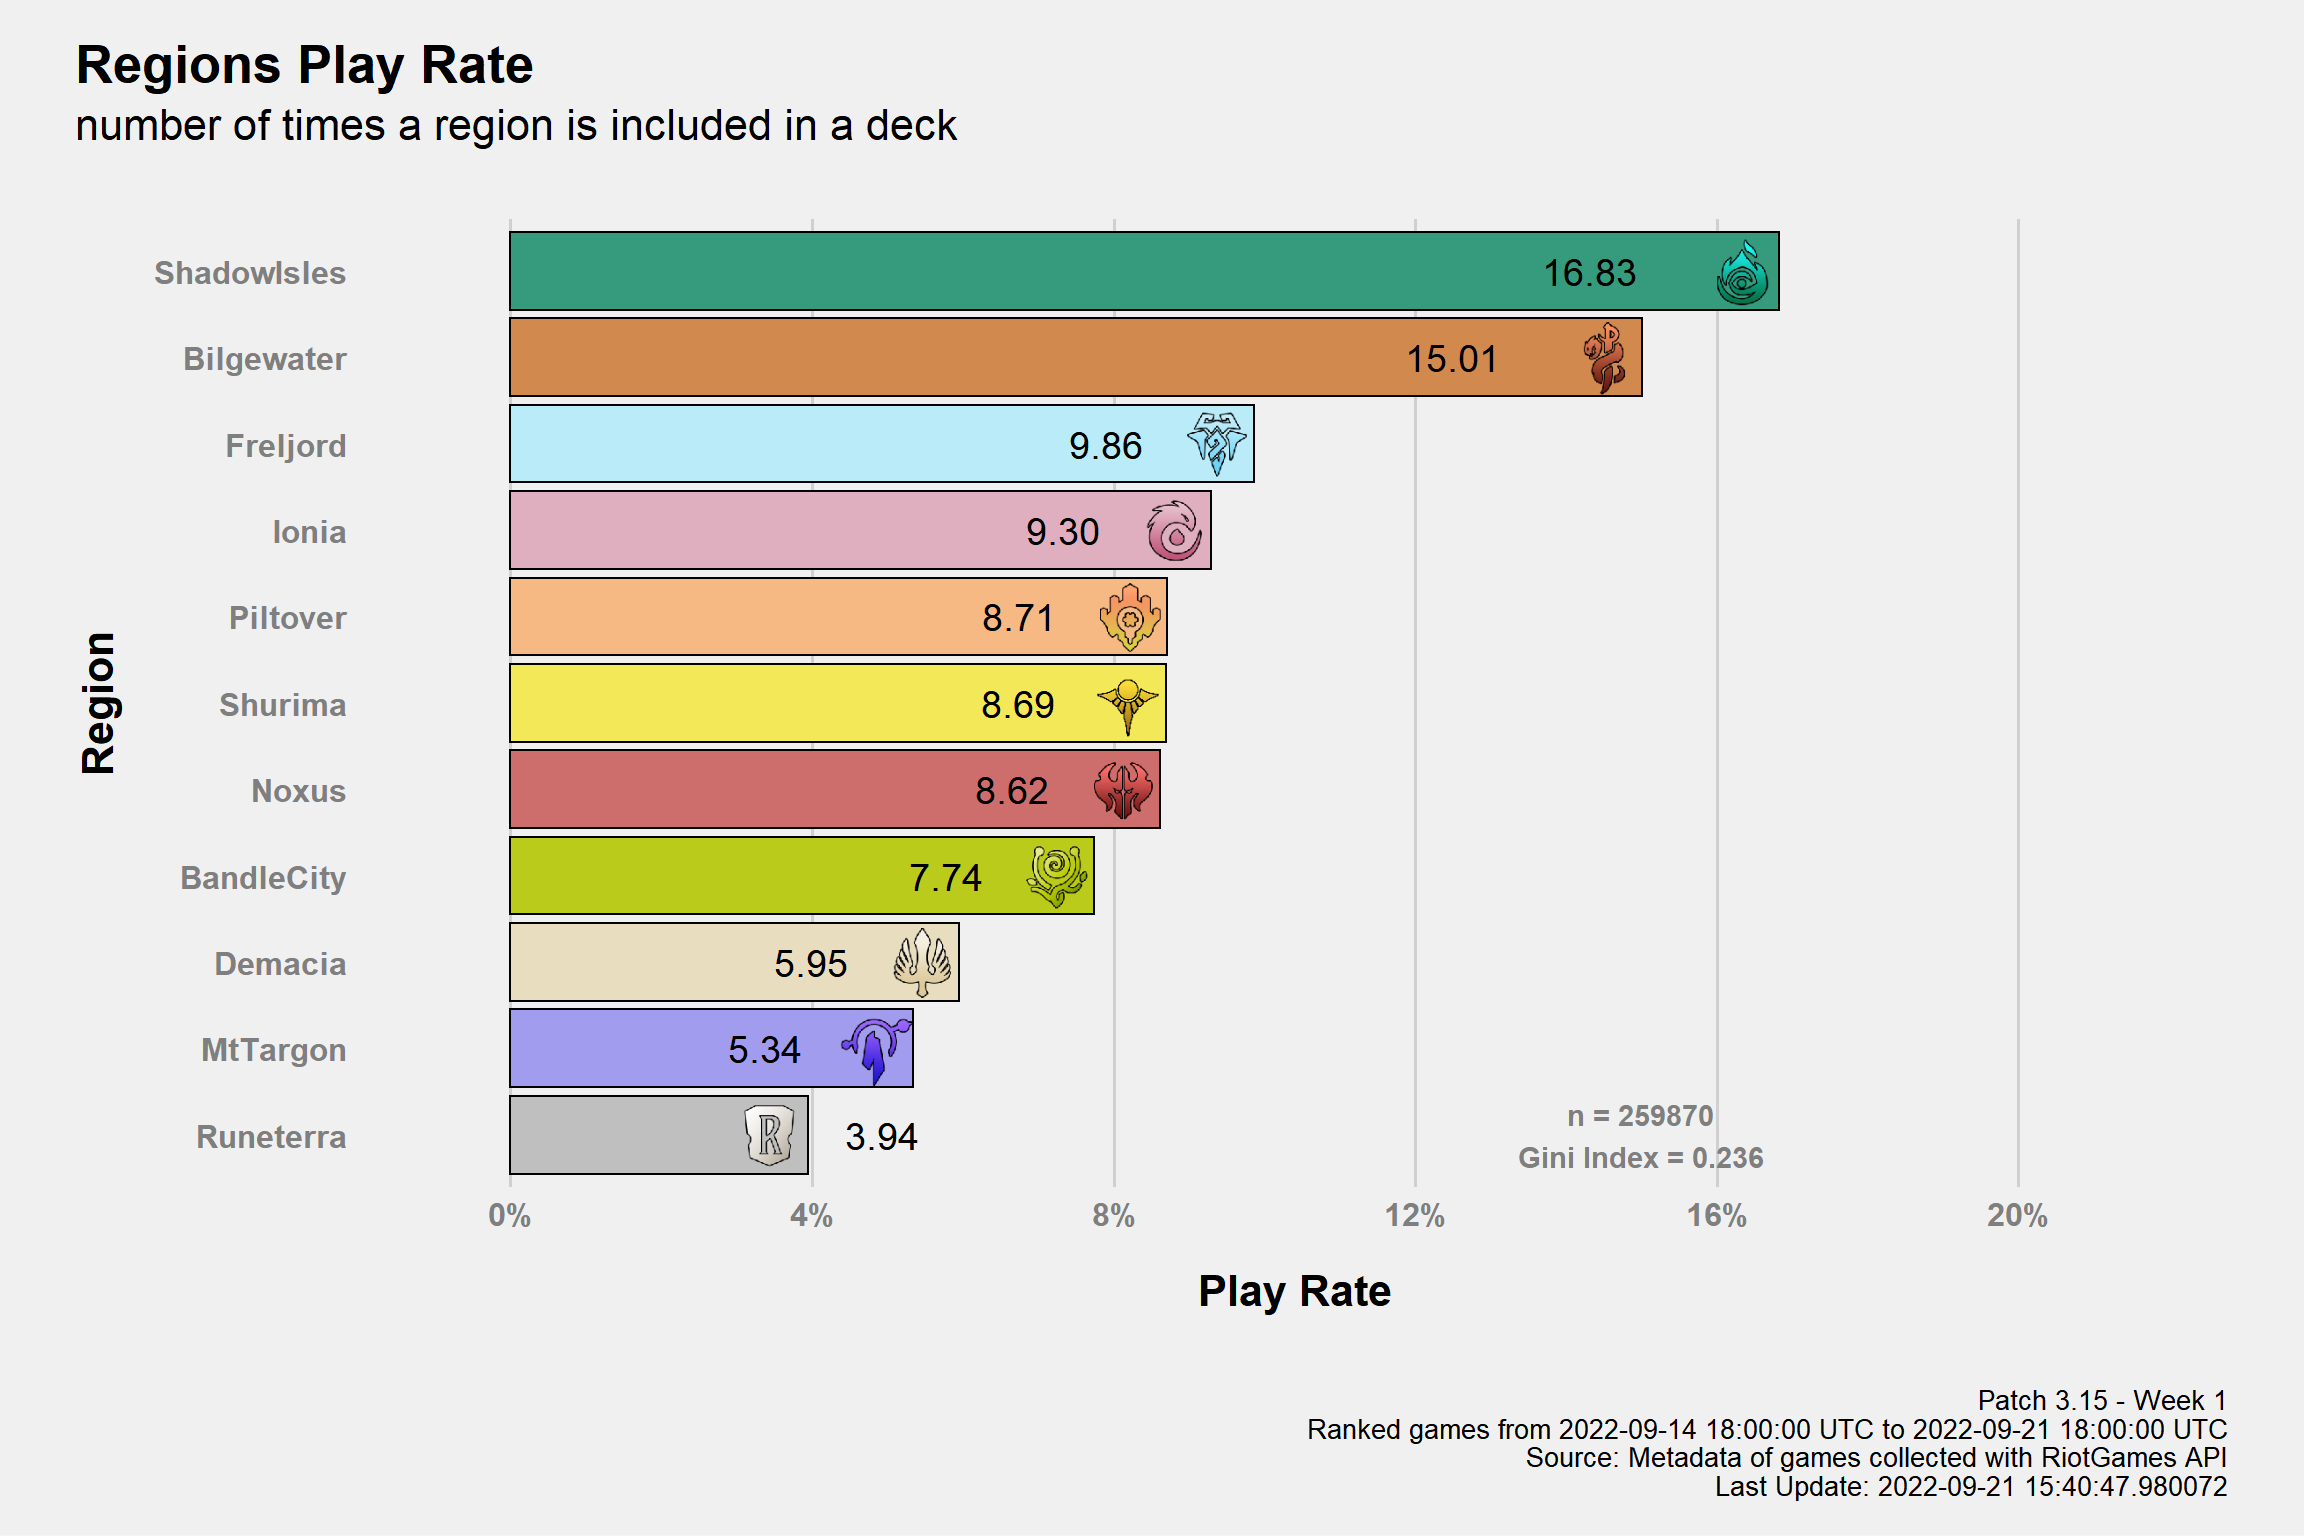 Regions Play Rate
number of times a region is included in a deck
Region
ShadowIsles 16.83
Bilgewater 15.01
Freljord 9.86
Ionia 9.30
Piltover 8.71
Shurima 8.69
Noxus 8.62
BandleCity 7.74
Demacia 5.95
MtTargon 5.34
Runeterra R 3.94
n = 259870
Gini Index = 0.236
0% 4% 8% 12% 16% 20%
Play Rate
Patch 3.15 - Week 1
Ranked games from 2022-09-14 18:00:00 UTC to 2022-09-21 18:00:00 UTC
Source: Metadata of games collected with RiotGames API
Last Update: 2022-09-21 15:40:47.980072